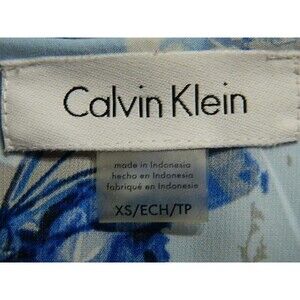 Calvin Klein
made in Indonesia
hecho en Indonesia
fabriqué en Indonesie
XS/ECH/TP